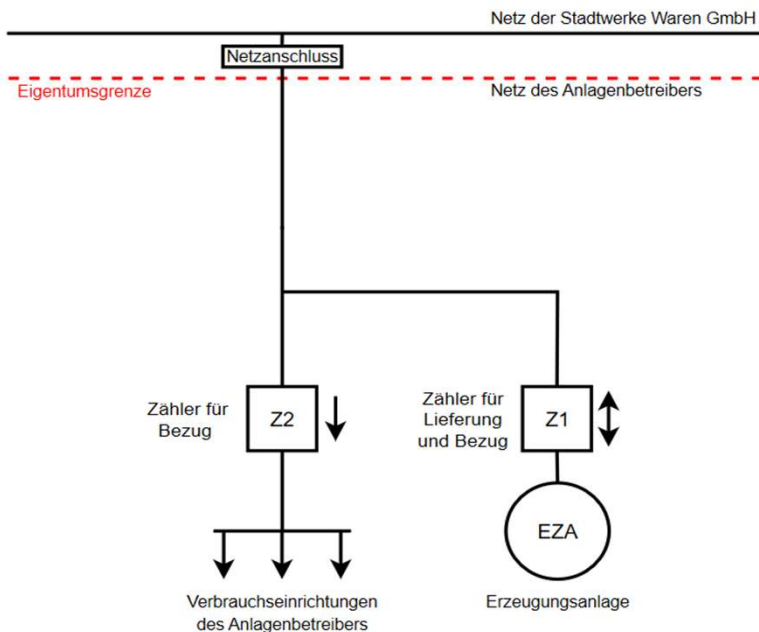 Netz der Stadtwerke Waren GmbH
Netzanschluss
Eigentumsgrenze
Netz des Anlagenbetreibers
Zähler für
Bezug
Z2
Zähler für
Lieferung
und Bezug
Z1
EZA
Verbrauchseinrichtungen
des Anlagenbetreibers
Erzeugungsanlage